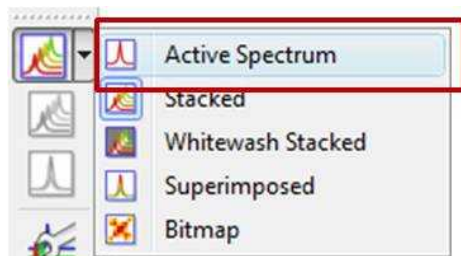 Active Spectrum
Stacked
Whitewash Stacked
Superimposed
Bitmap